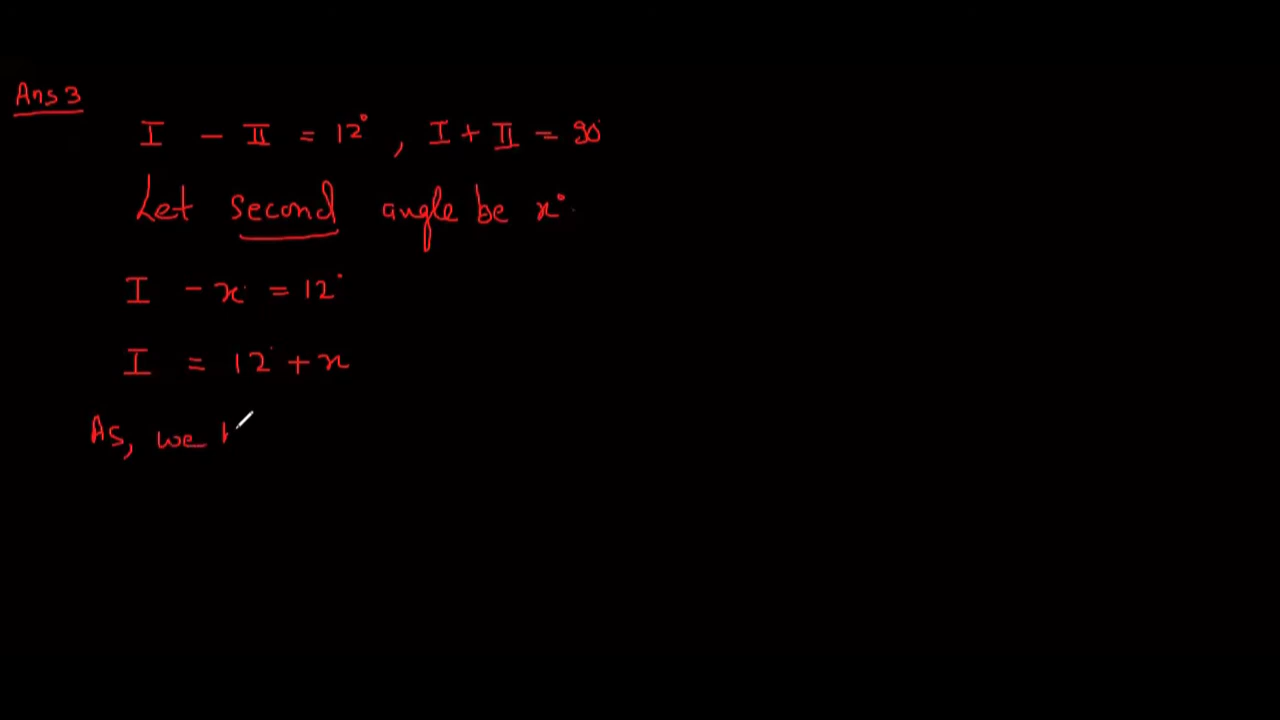 Ans 3
I - II = 12°, I + II = 90°
Let second angle be x°.
I - x = 12°
I = 12° + x
As, we